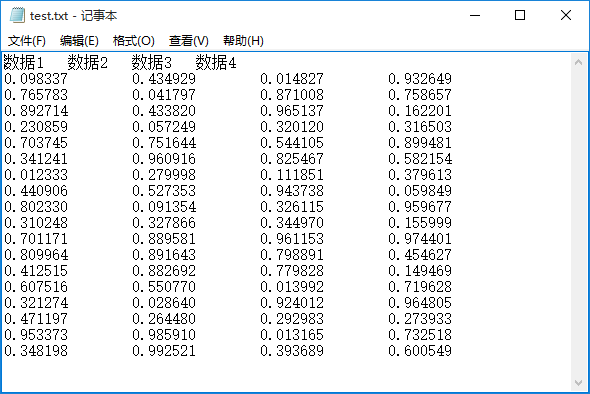 test.txt - 记事本
文件(F) 编辑(E) 格式(O) 查看(V) 帮助(H)
数据1 数据2 数据3 数据4
0.098337 0.434929 0.014827 0.932649
0.765783 0.041797 0.871008 0.758657
0.892714 0.433820 0.965137 0.162201
0.230859 0.057249 0.320120 0.316503
0.703745 0.751644 0.544105 0.899481
0.341241 0.960916 0.825467 0.582154
0.012333 0.279998 0.111851 0.379613
0.440906 0.527353 0.943738 0.059849
0.802330 0.091354 0.326115 0.959677
0.310248 0.327866 0.344970 0.155999
0.701171 0.889581 0.961153 0.974401
0.809964 0.891643 0.798891 0.454627
0.412515 0.882692 0.779828 0.149469
0.607516 0.550770 0.013992 0.719628
0.321274 0.028640 0.924012 0.964805
0.471197 0.264480 0.292983 0.273933
0.953373 0.985910 0.013165 0.732518
0.348198 0.992521 0.393689 0.600549